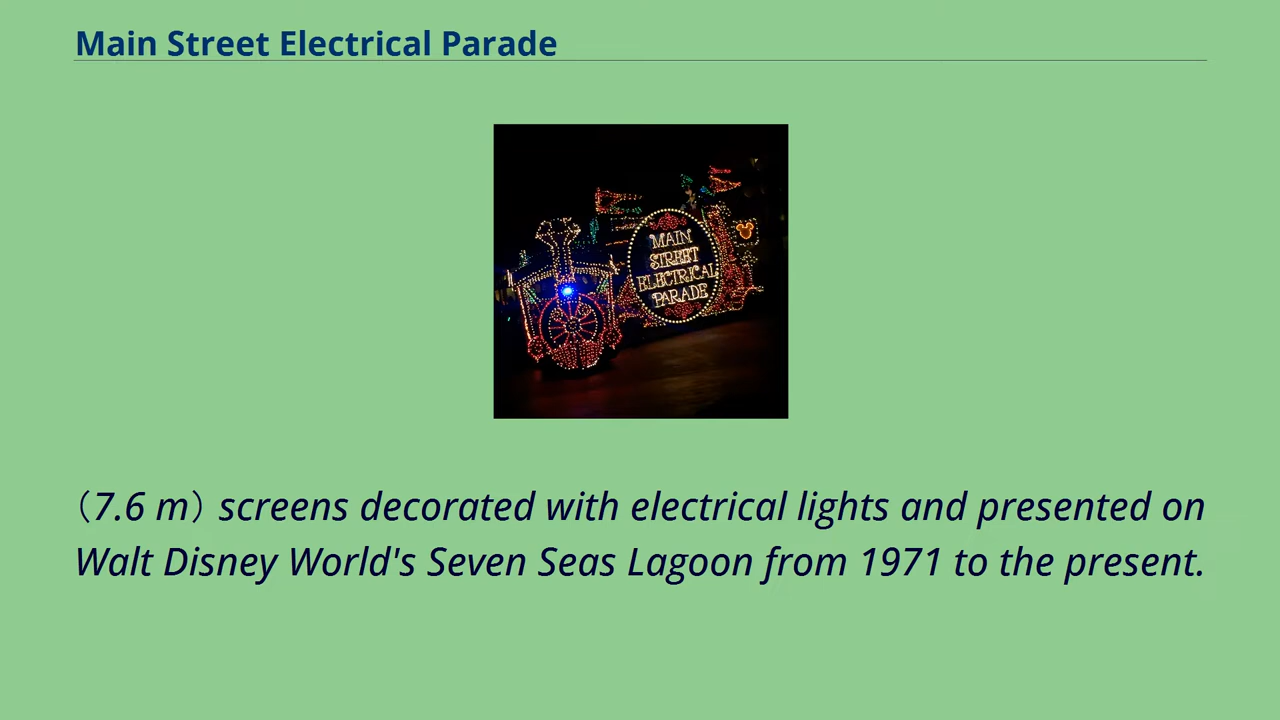 Main Street Electrical Parade
MAIN
STREET
ELECTRICAL
PARADE
(7.6 m) screens decorated with electrical lights and presented on
Walt Disney World's Seven Seas Lagoon from 1971 to the present.